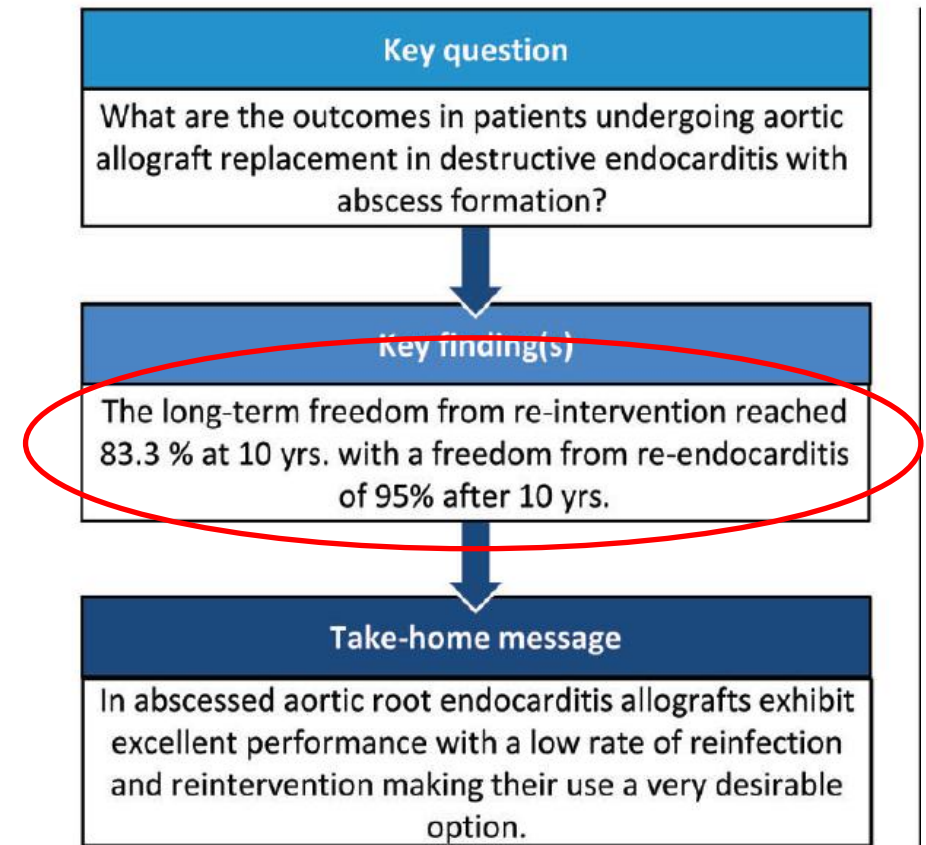 Key question
What are the outcomes in patients undergoing aortic
allograft replacement in destructive endocarditis with
abscess formation?
Key finding(s)
The long-term freedom from re-intervention reached
83.3 % at 10 yrs. with a freedom from re-endocarditis
of 95% after 10 yrs.
Take-home message
In abscessed aortic root endocarditis allografts exhibit
excellent performance with a low rate of reinfection
and reintervention making their use a very desirable
option.